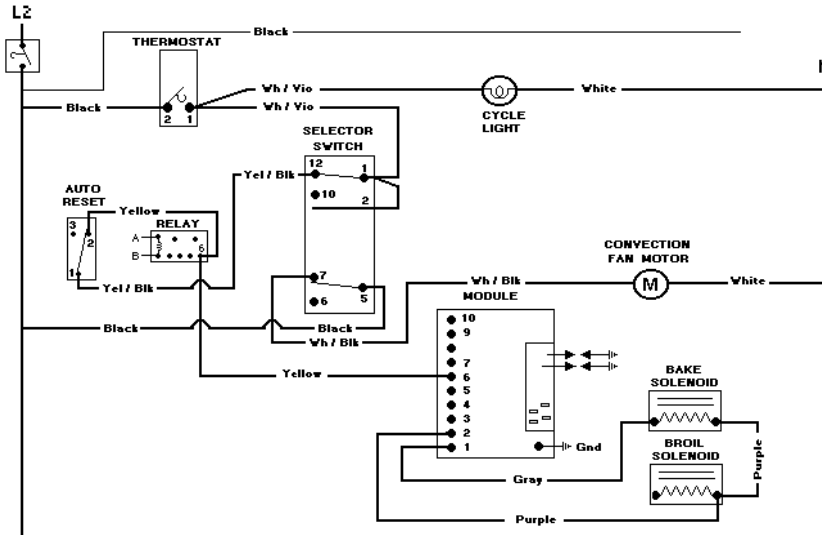 L2
Black
THERMOSTAT
Wh / Vio
White
Black
2 1
Wh / Vio
CYCLE
LIGHT
SELECTOR
SWITCH
12
1
Yel / Blk
10
2
AUTO
RESET
Yellow
RELAY
3
2
A
3
6
B
1
CONVECTION
FAN MOTOR
7
Yel / Blk
Wh / Blk
M
White
5
6
MODULE
Black
Black
Wh / Blk
10
9
7
Yellow
6
5
4
3
2
1
BAKE
SOLENOID
BROIL
SOLENOID
Purple
Gnd
Gray
Purple